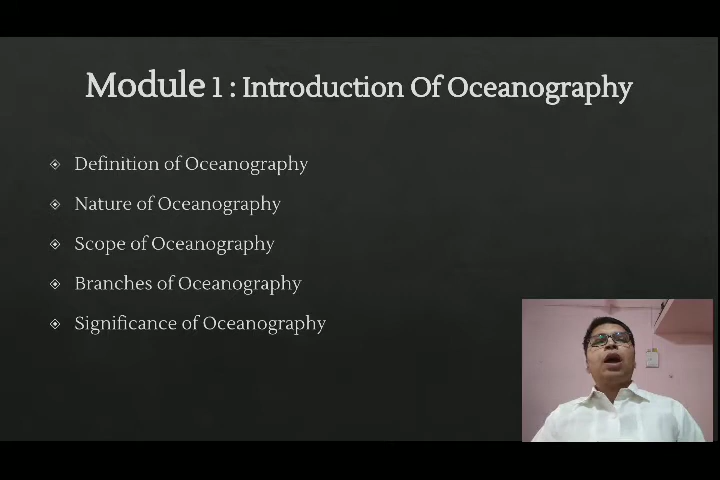 Module 1 : Introduction Of Oceanography
Definition of Oceanography
Nature of Oceanography
Scope of Oceanography
Branches of Oceanography
Significance of Oceanography